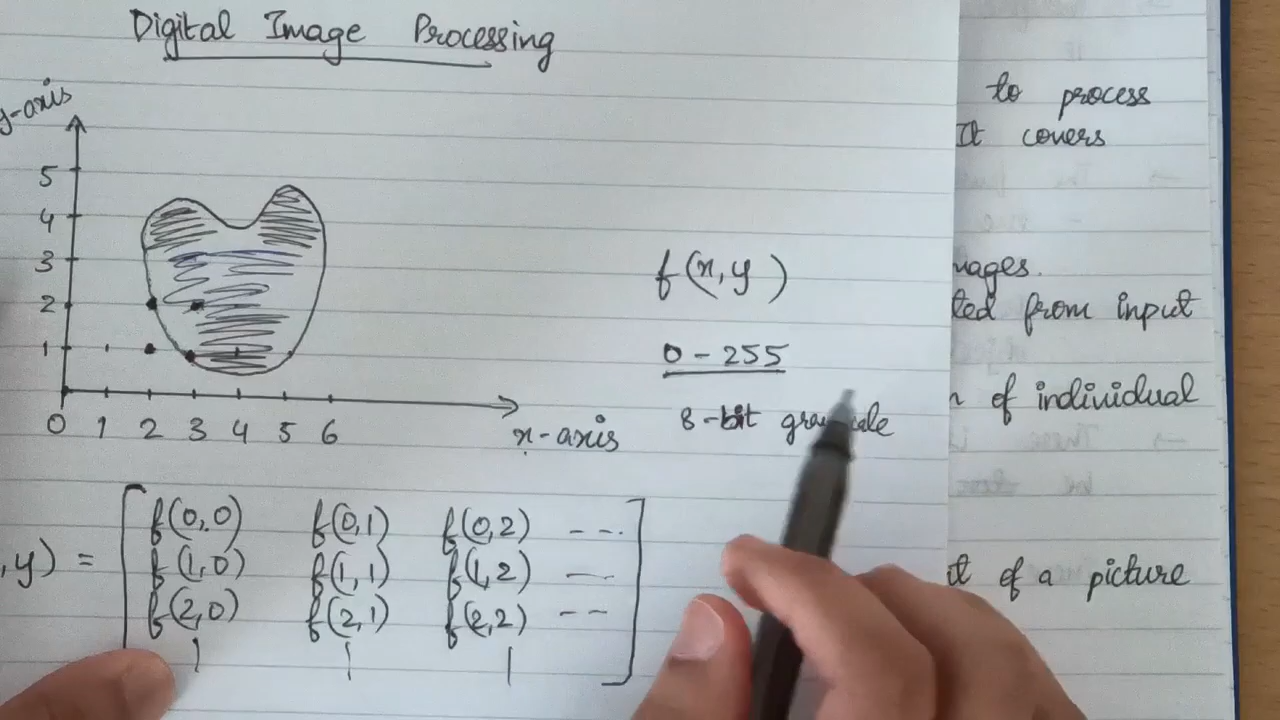 Digital Image Processing
y-axis
5
4
3
2
1
0 1 2 3 4 5 6
x-axis
f(x,y)
0-255
8-bit
,y) = f(0,0) f(0,1) f(0,2) ---
f(1,0) f(1,1) f(1,2) --
f(2,0) f(2,1) f(2,2) --
to process
It covers
mages.
ted from input
of individual
of a picture